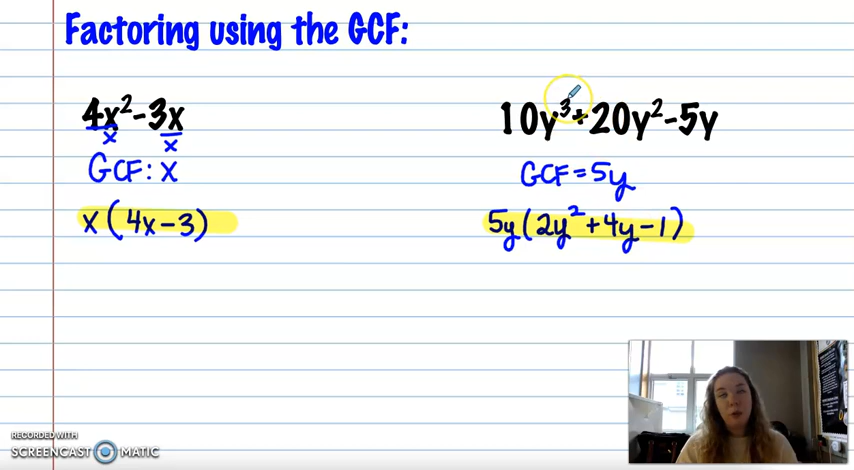 Factoring using the GCF:
4x²-3x
x
x
GCF: x
x(4x-3)
10y³+20y²-5y
GCF=5y
5y(2y²+4y-1)
RECORDED WITH
SCREENCAST MATIC